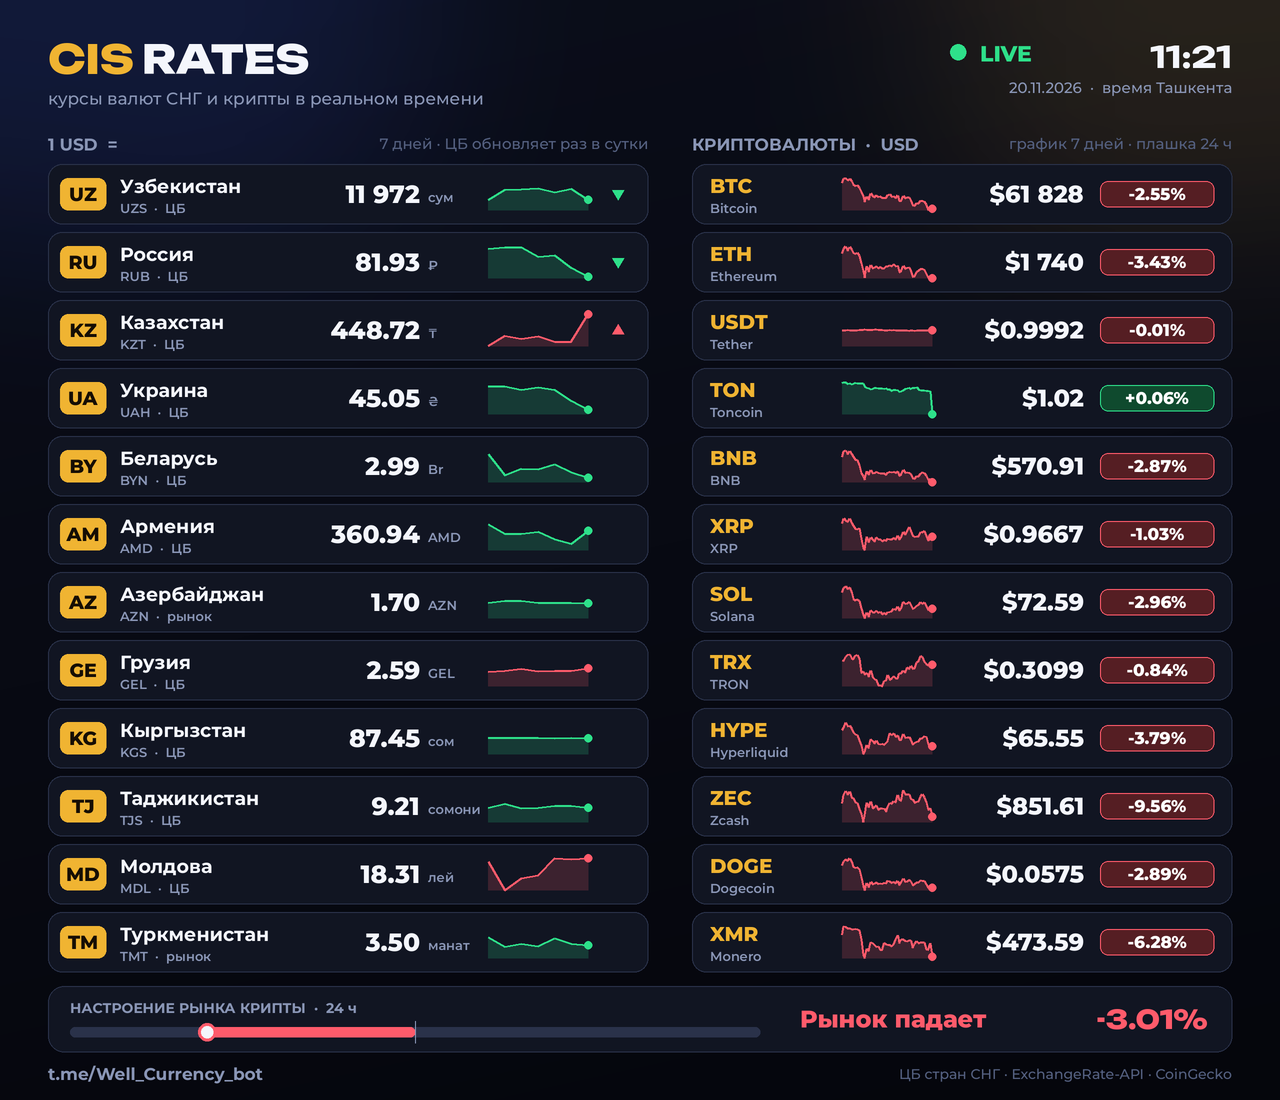 CIS RATES
LIVE
11:21
курсы валют СНГ и крипты в реальном времени
20.11.2026 · время Ташкента
1 USD =
7 дней · ЦБ обновляет раз в сутки
UZ
Узбекистан
UZS · ЦБ
11 972 сум
RU
Россия
RUB · ЦБ
81.93 ₽
KZ
Казахстан
KZT · ЦБ
448.72 ₸
UA
Украина
UAH · ЦБ
45.05 ₴
BY
Беларусь
BYN · ЦБ
2.99 Br
AM
Армения
AMD · ЦБ
360.94 AMD
AZ
Азербайджан
AZN · рынок
1.70 AZN
GE
Грузия
GEL · ЦБ
2.59 GEL
KG
Кыргызстан
KGS · ЦБ
87.45 сом
TJ
Таджикистан
TJS · ЦБ
9.21 сомони
MD
Молдова
MDL · ЦБ
18.31 лей
TM
Туркменистан
TMT · рынок
3.50 манат
КРИПТОВАЛЮТЫ · USD
график 7 дней · плашка 24 ч
BTC
Bitcoin
$61 828
-2.55%
ETH
Ethereum
$1 740
-3.43%
USDT
Tether
$0.9992
-0.01%
TON
Toncoin
$1.02
+0.06%
BNB
BNB
$570.91
-2.87%
XRP
XRP
$0.9667
-1.03%
SOL
Solana
$72.59
-2.96%
TRX
TRON
$0.3099
-0.84%
HYPE
Hyperliquid
$65.55
-3.79%
ZEC
Zcash
$851.61
-9.56%
DOGE
Dogecoin
$0.0575
-2.89%
XMR
Monero
$473.59
-6.28%
НАСТРОЕНИЕ РЫНКА КРИПТЫ · 24 ч
Рынок падает
-3.01%
t.me/Well_Currency_bot
ЦБ стран СНГ · ExchangeRate-API · CoinGecko